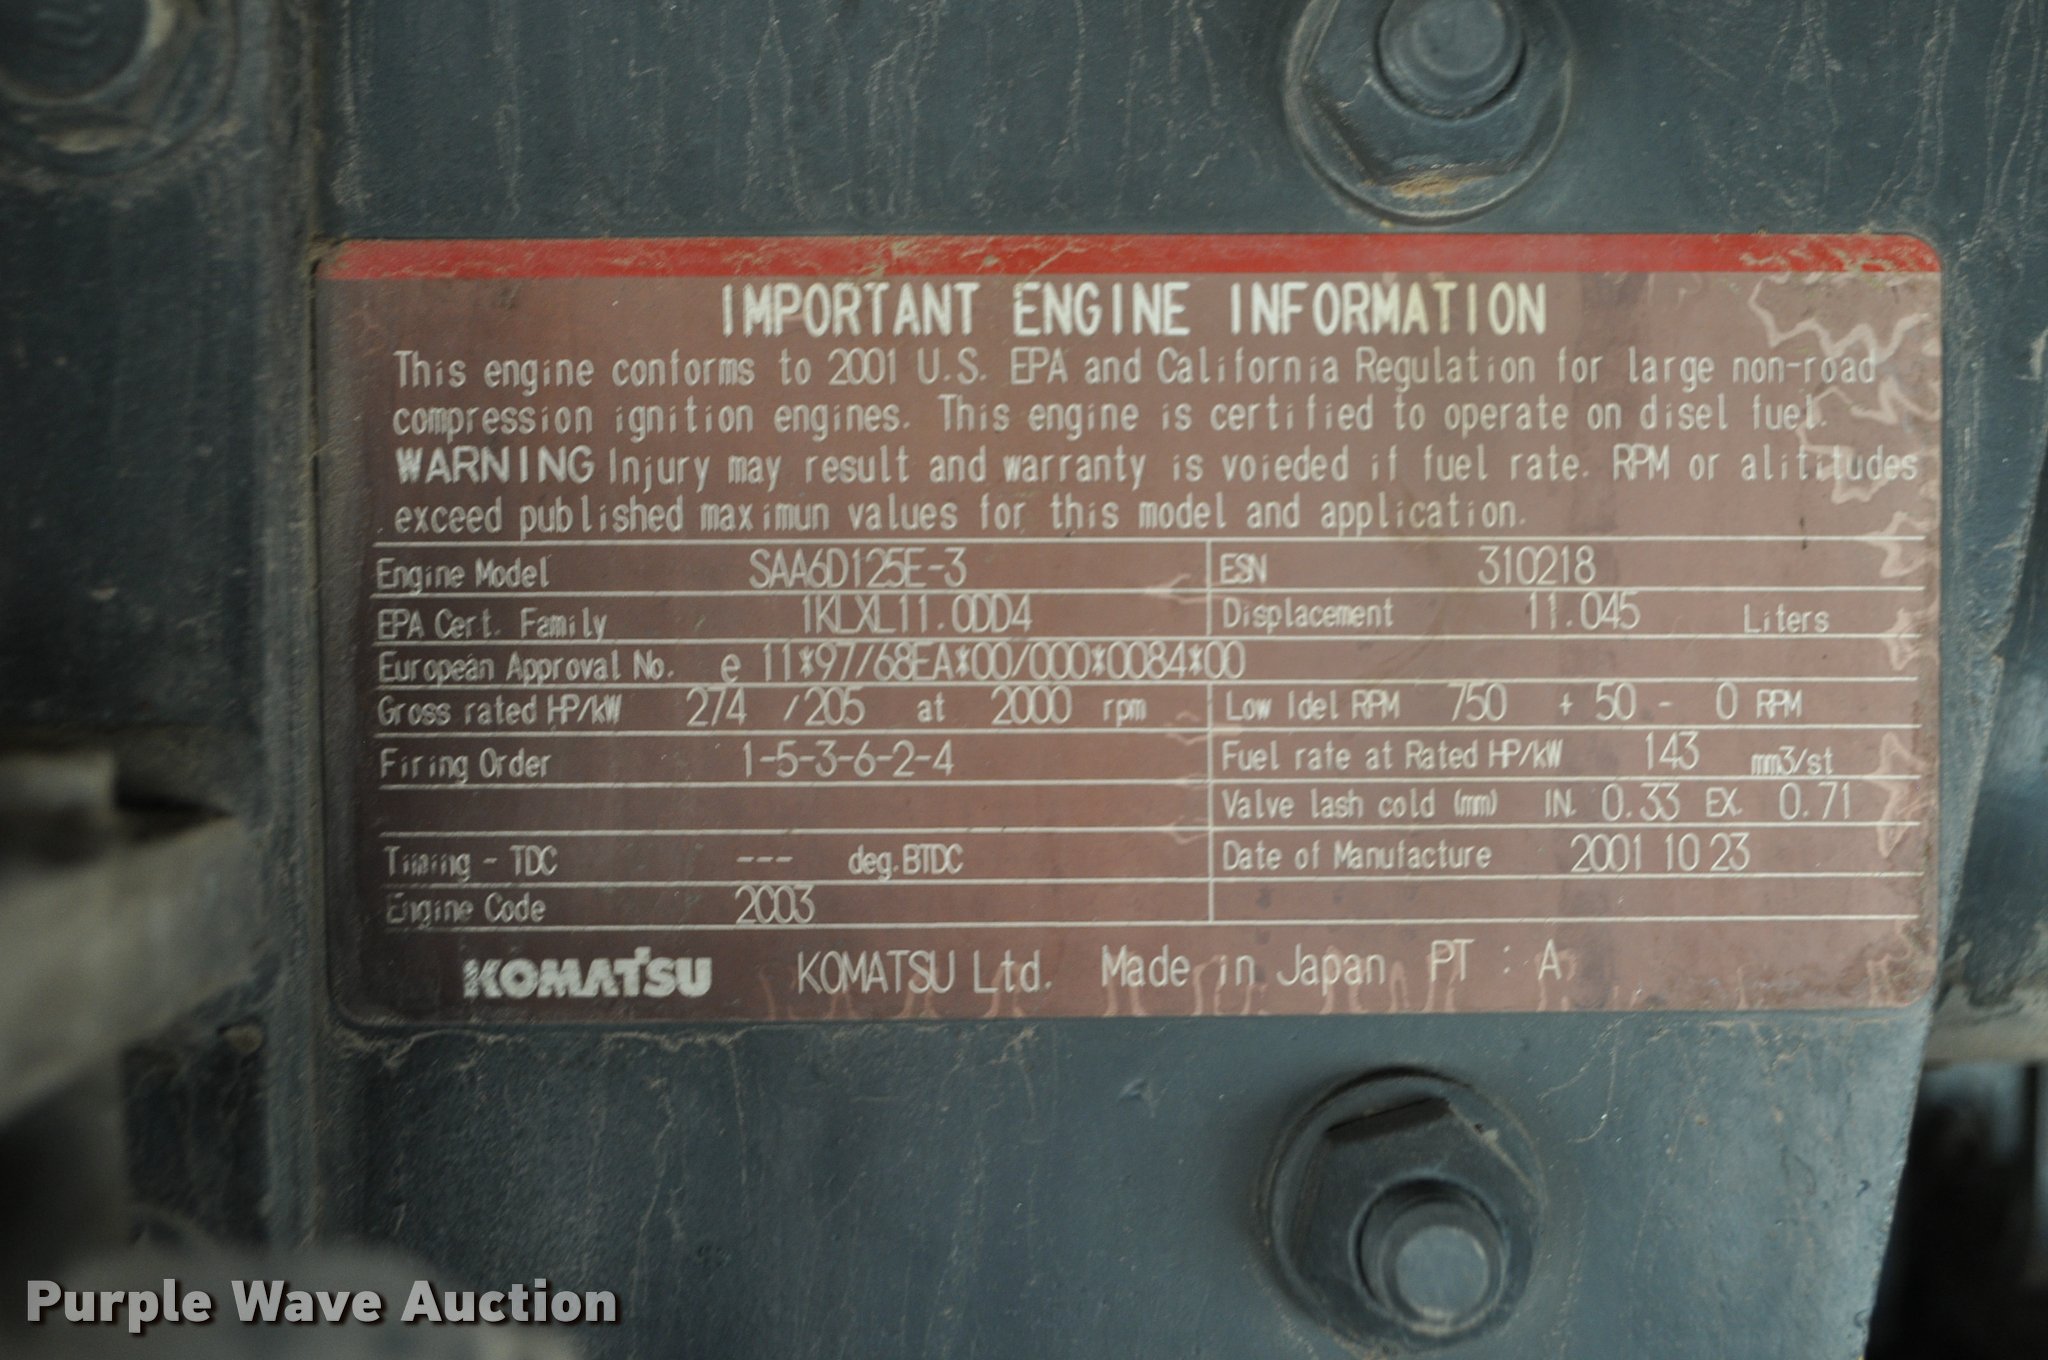 IMPORTANT ENGINE INFORMATION
This engine conforms to 2001 U.S. EPA and California Regulation for large non-road
compression ignition engines. This engine is certified to operate on disel fuel.
WARNING Injury may result and warranty is voieded if fuel rate. RPM or alititudes
exceed published maximun values for this model and application.
Engine Model SAA6D125E-3 ESN 310218
EPA Cert. Family 1KLXL11.0DD4 Displacement 11.045 Liters
European Approval No. e 11*97/68EA*00/000*0084*00
Gross rated HP/kW 274 /205 at 2000 rpm Low Idel RPM 750 + 50 - 0 RPM
Firing Order 1-5-3-6-2-4 Fuel rate at Rated HP/kW 143 mm3/st
Valve lash cold (mm) IN. 0.33 EX. 0.71
Timing - TDC --- deg.BTDC Date of Manufacture 2001 10 23
Engine Code 2003
KOMATSU KOMATSU Ltd. Made in Japan PT : A
Purple Wave Auction